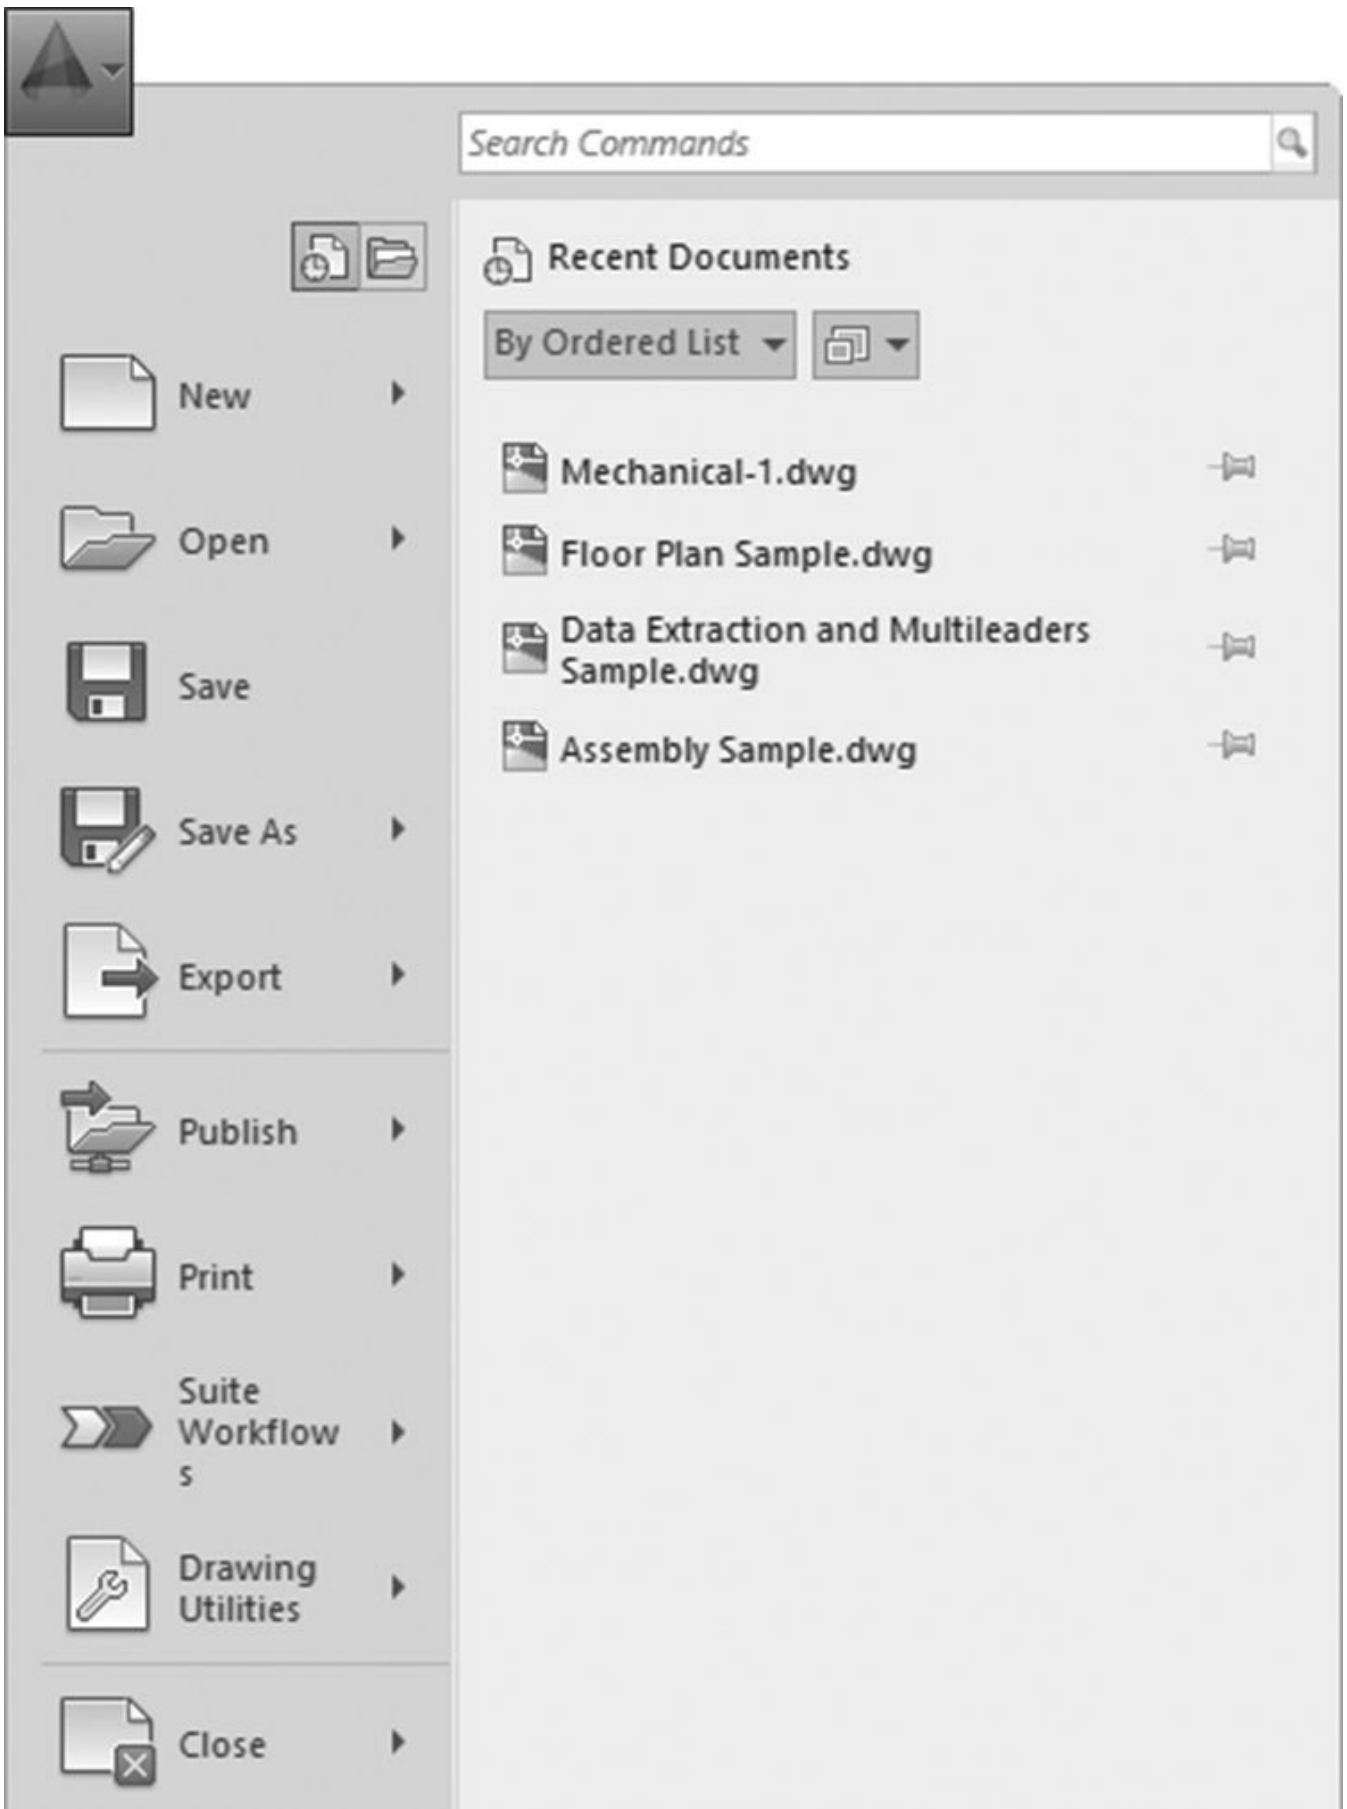 Search Commands
Recent Documents
By Ordered List
New
Open
Save
Save As
Export
Publish
Print
Suite
Workflow
s
Drawing
Utilities
Close
Mechanical-1.dwg
Floor Plan Sample.dwg
Data Extraction and Multileaders
Sample.dwg
Assembly Sample.dwg